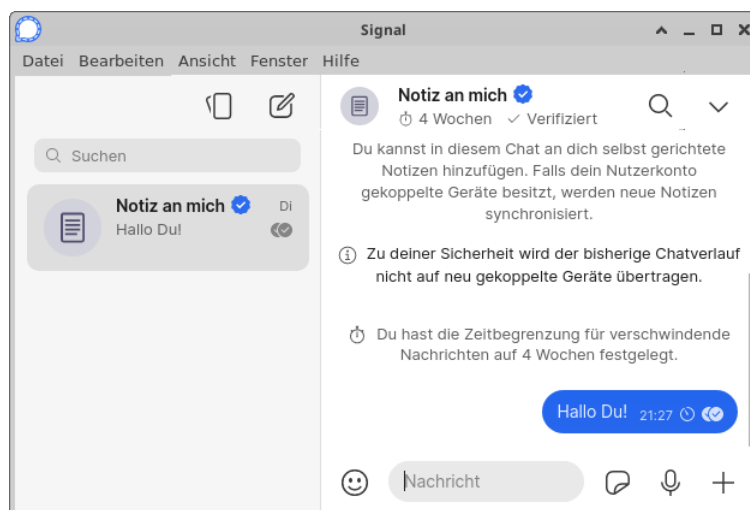 Signal
Datei Bearbeiten Ansicht Fenster Hilfe
Suchen
Notiz an mich Di
Hallo Du!
Notiz an mich
4 Wochen Verifiziert
Du kannst in diesem Chat an dich selbst gerichtete
Notizen hinzufügen. Falls dein Nutzerkonto
gekoppelte Geräte besitzt, werden neue Notizen
synchronisiert.
Zu deiner Sicherheit wird der bisherige Chatverlauf
nicht auf neu gekoppelte Geräte übertragen.
Du hast die Zeitbegrenzung für verschwindende
Nachrichten auf 4 Wochen festgelegt.
Hallo Du! 21:27
Nachricht